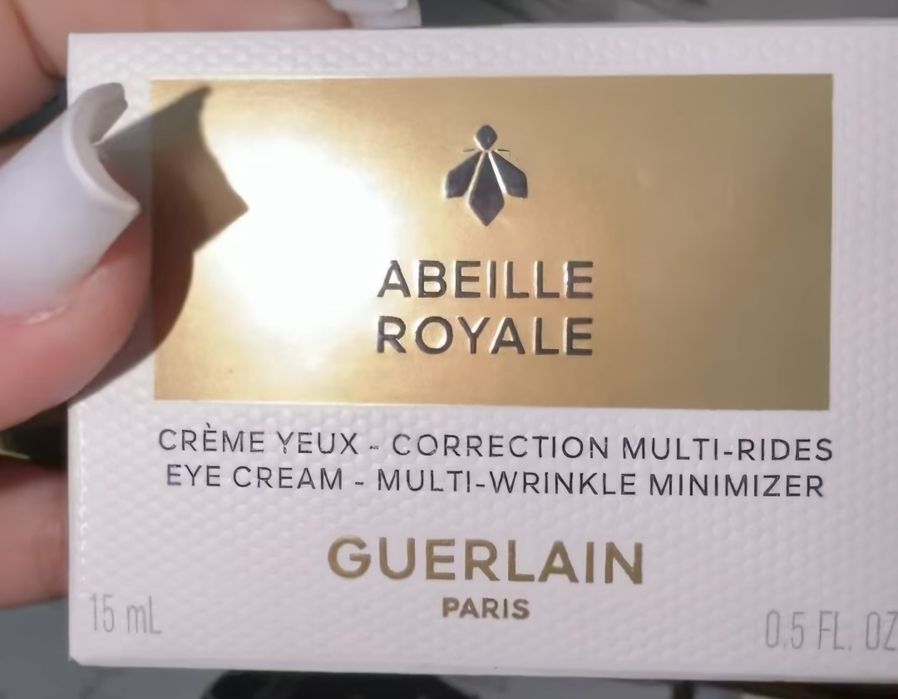 ABEILLE
ROYALE
CRÈME YEUX - CORRECTION MULTI-RIDES
EYE CREAM - MULTI-WRINKLE MINIMIZER
GUERLAIN
PARIS
15 mL
0.5 FL. OZ